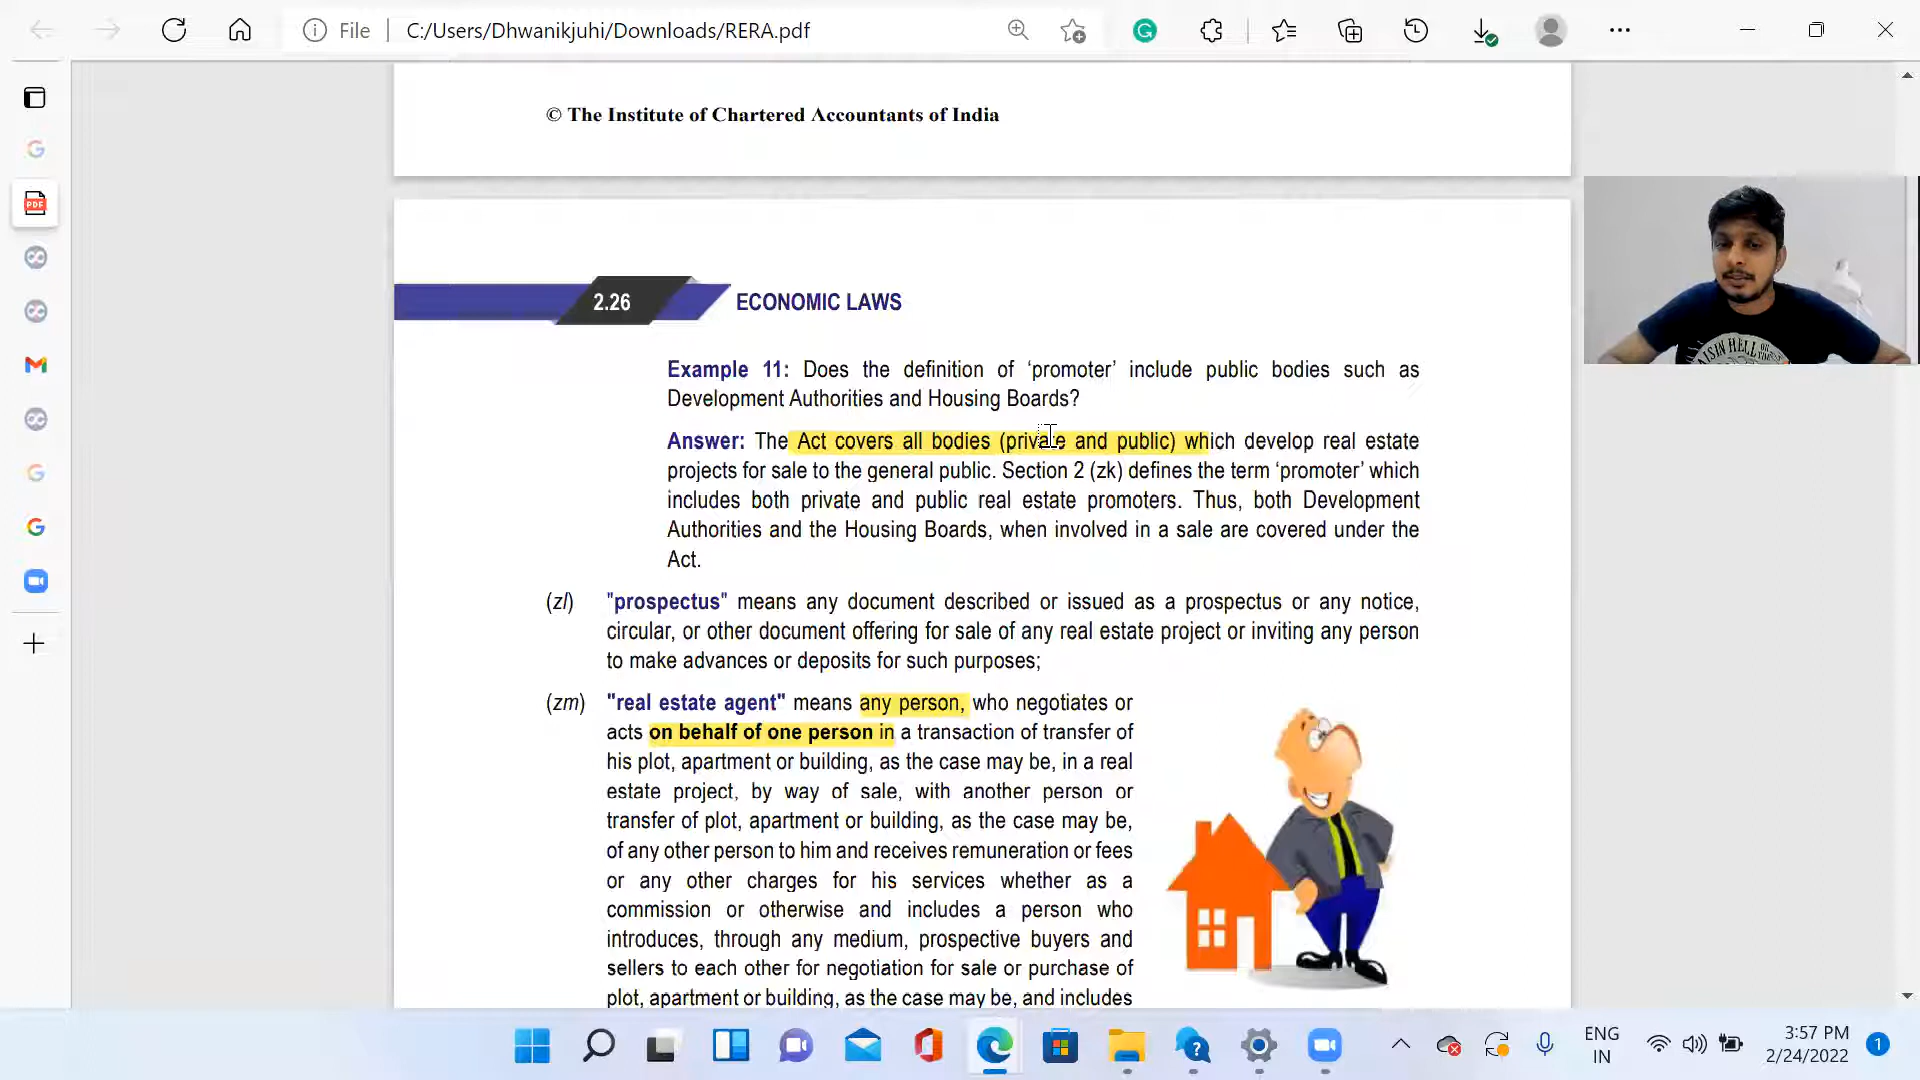 File
C:/Users/Dhwanikjuhi/Downloads/RERA.pdf
© The Institute of Chartered Accountants of India
2.26
ECONOMIC LAWS
Example 11: Does the definition of ‘promoter’ include public bodies such as
Development Authorities and Housing Boards?
Answer: The Act covers all bodies (private and public) which develop real estate
projects for sale to the general public. Section 2 (zk) defines the term ‘promoter’ which
includes both private and public real estate promoters. Thus, both Development
Authorities and the Housing Boards, when involved in a sale are covered under the
Act.
(zl) "prospectus" means any document described or issued as a prospectus or any notice,
circular, or other document offering for sale of any real estate project or inviting any person
to make advances or deposits for such purposes;
(zm) "real estate agent" means any person, who negotiates or
acts on behalf of one person in a transaction of transfer of
his plot, apartment or building, as the case may be, in a real
estate project, by way of sale, with another person or
transfer of plot, apartment or building, as the case may be,
of any other person to him and receives remuneration or fees
or any other charges for his services whether as a
commission or otherwise and includes a person who
introduces, through any medium, prospective buyers and
sellers to each other for negotiation for sale or purchase of
plot, apartment or building, as the case may be, and includes
PDF
ENG
IN
3:57 PM
2/24/2022
1